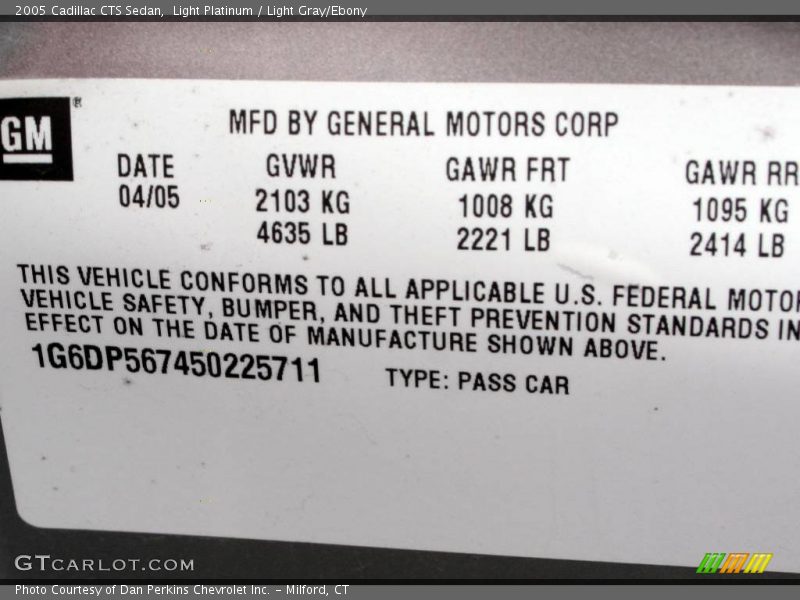 2005 Cadillac CTS Sedan,  Light Platinum / Light Gray/Ebony
GM®
MFD BY GENERAL MOTORS CORP
DATE GVWR GAWR FRT GAWR RR
04/05 2103 KG 1008 KG 1095 KG
4635 LB 2221 LB 2414 LB
THIS VEHICLE CONFORMS TO ALL APPLICABLE U.S. FEDERAL MOTOR
VEHICLE SAFETY, BUMPER, AND THEFT PREVENTION STANDARDS IN
EFFECT ON THE DATE OF MANUFACTURE SHOWN ABOVE.
1G6DP567450225711 TYPE: PASS CAR
GTCARLOT.COM
Photo Courtesy of Dan Perkins Chevrolet Inc. – Milford, CT